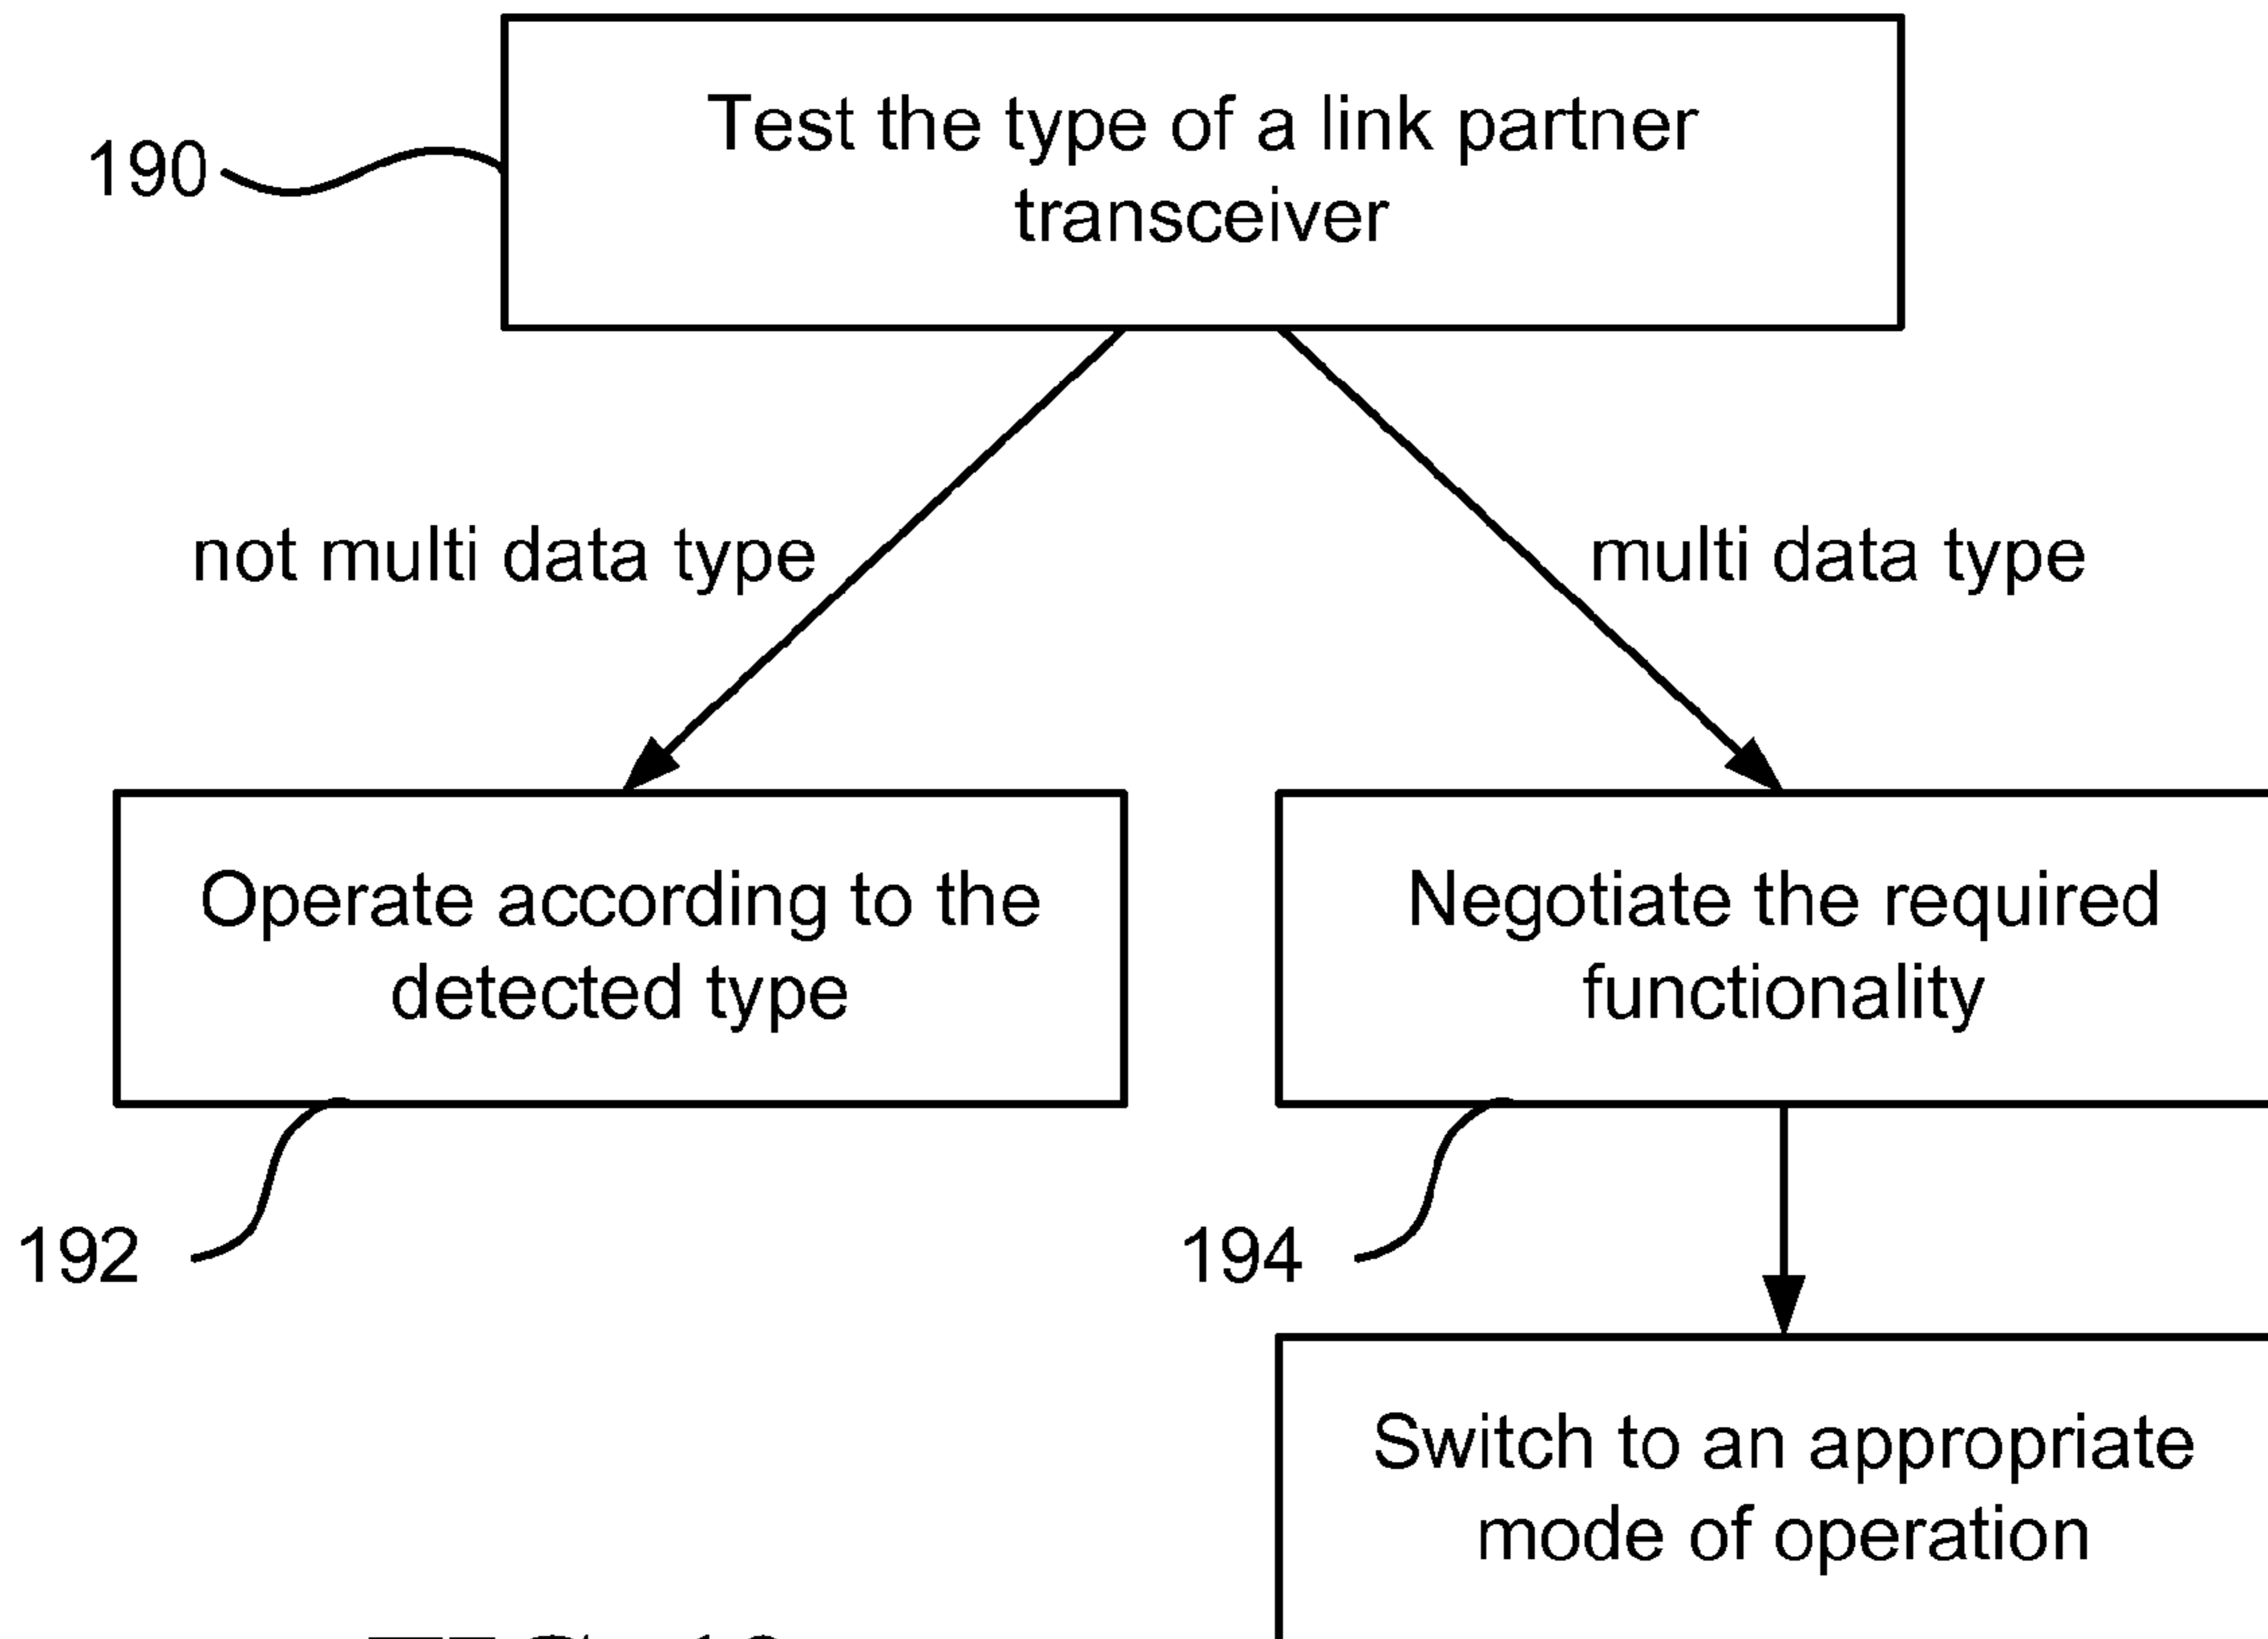 Test the type of a link partner
transceiver
190
not multi data type
multi data type
Operate according to the
detected type
Negotiate the required
functionality
192
194
Switch to an appropriate
mode of operation